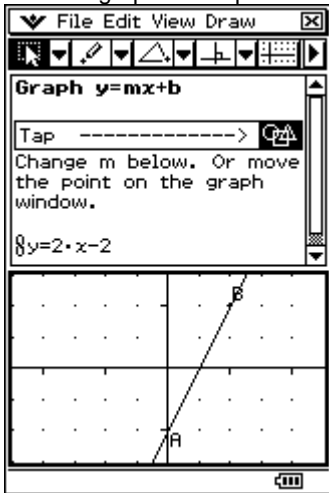 File Edit View Draw
Graph y=mx+b
Tap --------------->
Change m below. Or move
the point on the graph
window.
y=2·x-2
B
A